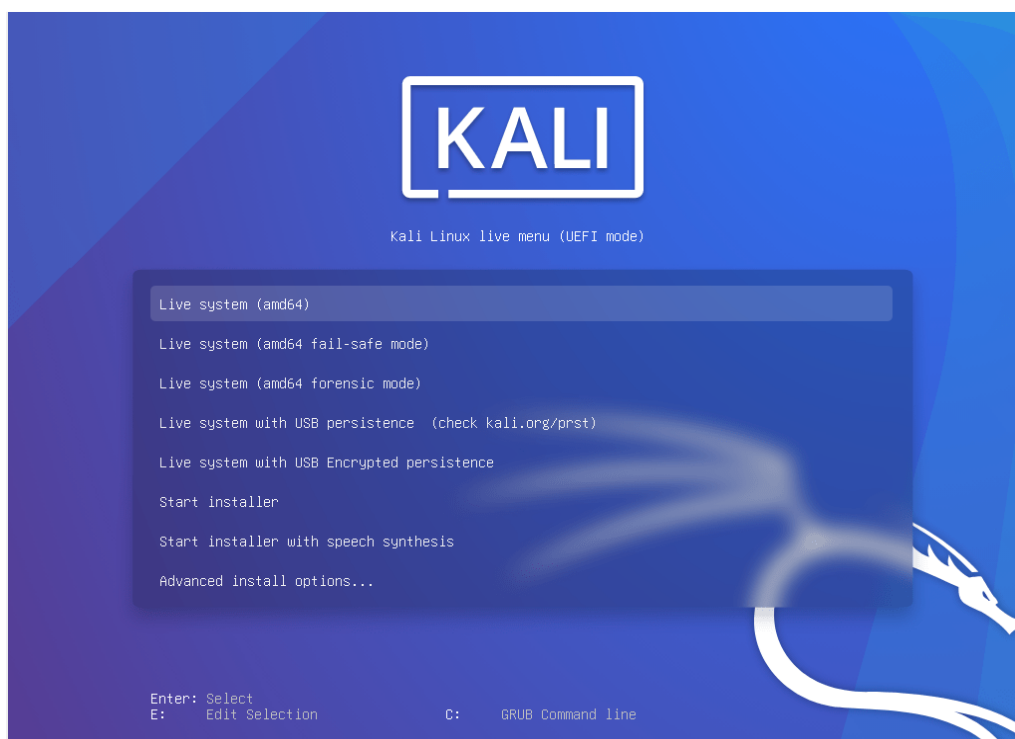 KALI
Kali Linux live menu (UEFI mode)
Live system (amd64)
Live system (amd64 fail-safe mode)
Live system (amd64 forensic mode)
Live system with USB persistence  (check kali.org/prst)
Live system with USB Encrypted persistence
Start installer
Start installer with speech synthesis
Advanced install options...
Enter: Select
E: Edit Selection C: GRUB Command line